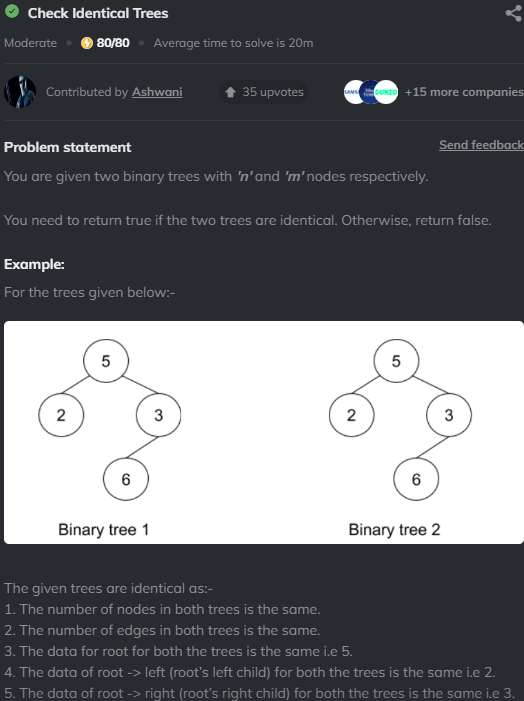 Check Identical Trees
Moderate 80/80 Average time to solve is 20m
Contributed by Ashwani 35 upvotes SAMS +15 more companies
Problem statement Send feedback
You are given two binary trees with 'n' and 'm' nodes respectively.
You need to return true if the two trees are identical. Otherwise, return false.
Example:
For the trees given below:-
5 5
2 3 2 3
6 6
Binary tree 1 Binary tree 2
The given trees are identical as:-
1. The number of nodes in both trees is the same.
2. The number of edges in both trees is the same.
3. The data for root for both the trees is the same i.e 5.
4. The data of root -> left (root's left child) for both the trees is the same i.e 2.
5. The data of root -> right (root's right child) for both the trees is the same i.e 3.